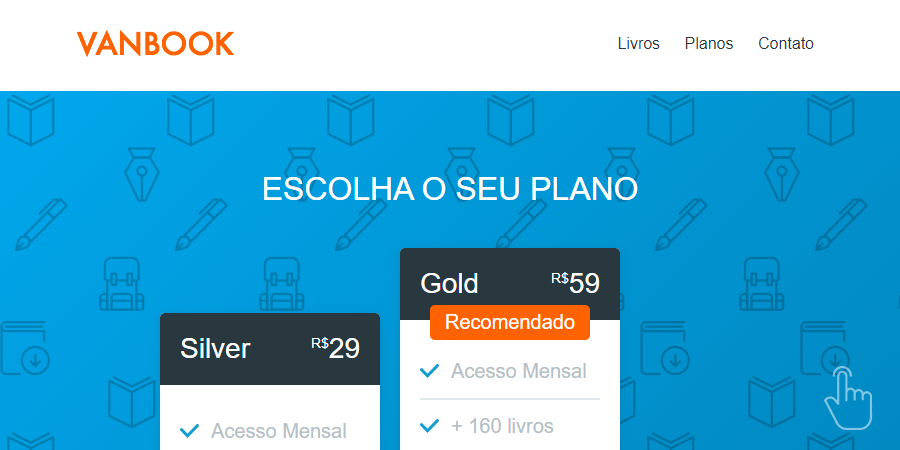 VANBOOK
Livros Planos Contato
ESCOLHA O SEU PLANO
Silver R$29
Acesso Mensal
Gold R$59
Recomendado
Acesso Mensal
+ 160 livros